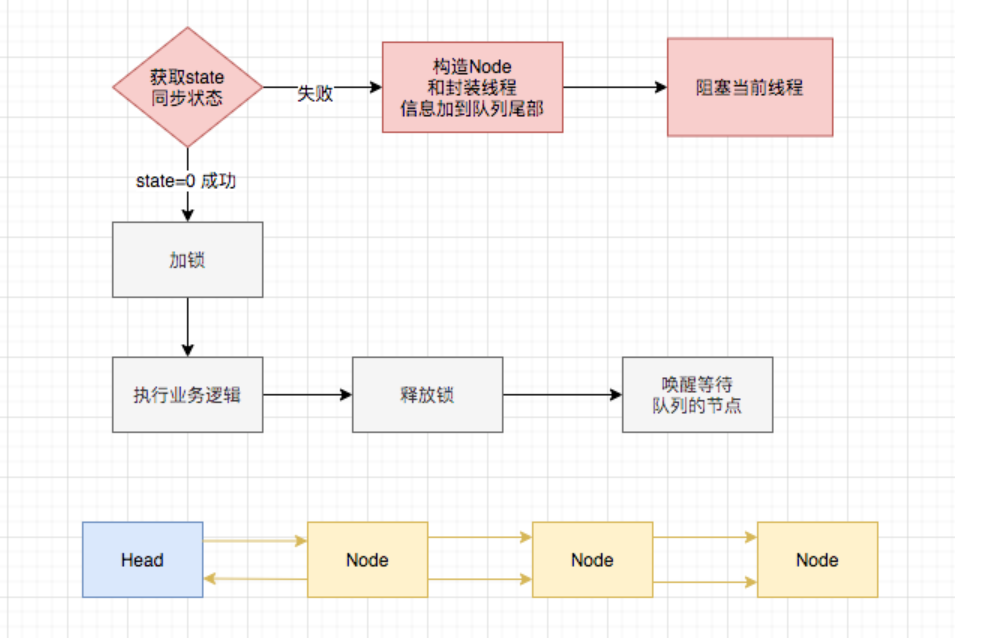 获取state
同步状态
失败
构造Node
和封装线程
信息加到队列尾部
阻塞当前线程
state=0 成功
加锁
执行业务逻辑
释放锁
唤醒等待
队列的节点
Head
Node
Node
Node